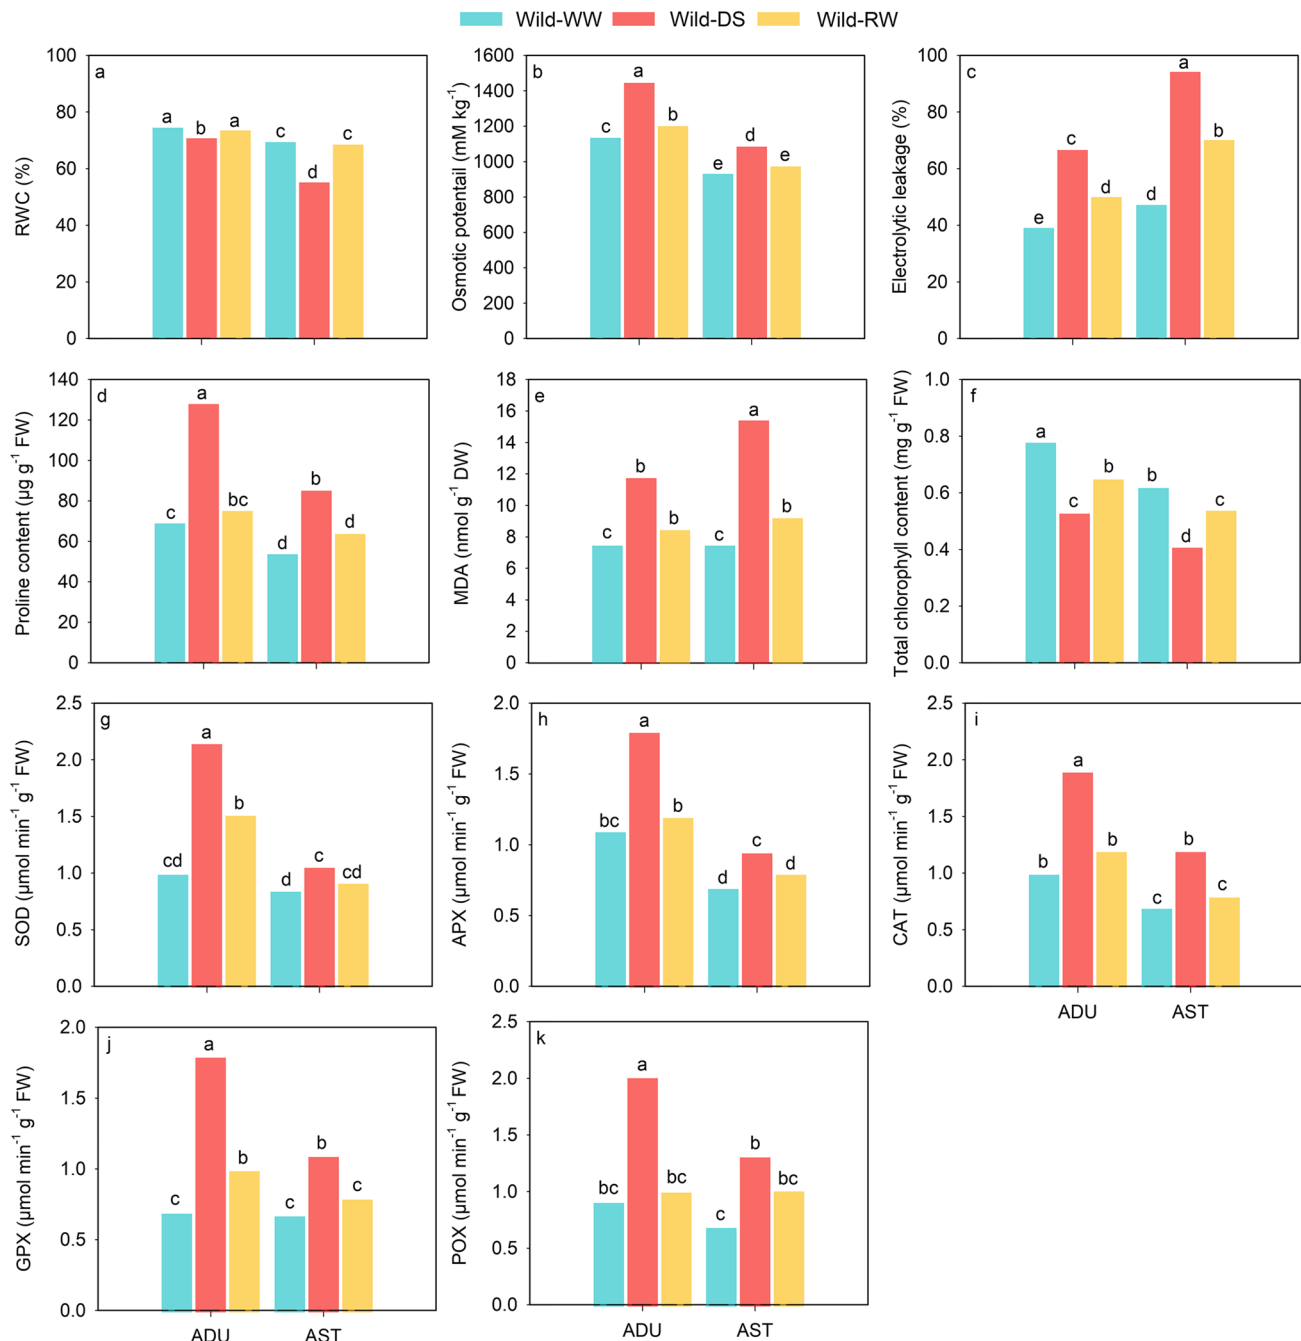 Wild-WW Wild-DS Wild-RW
a
RWC (%)
100
80
60
40
20
0
a b a c d c
b
Osmotic potentail (mM kg⁻¹)
1600
1400
1200
1000
800
600
400
200
0
c a b e d e
c
Electrolytic leakage (%)
100
80
60
40
20
0
e c d d a b
d
Proline content (µg g⁻¹ FW)
140
120
100
80
60
40
20
0
c a bc d b d
e
MDA (nmol g⁻¹ DW)
18
16
14
12
10
8
6
4
2
0
c b b c a b
f
Total chlorophyll content (mg g⁻¹ FW)
1.0
0.8
0.6
0.4
0.2
0.0
a c b b d c
g
SOD (µmol min⁻¹ g⁻¹ FW)
2.5
2.0
1.5
1.0
0.5
0.0
cd a b d c cd
h
APX (µmol min⁻¹ g⁻¹ FW)
2.0
1.5
1.0
0.5
0.0
bc a b d c d
i
CAT (µmol min⁻¹ g⁻¹ FW)
2.5
2.0
1.5
1.0
0.5
0.0
b a b c b c
ADU AST
j
GPX (µmol min⁻¹ g⁻¹ FW)
2.0
1.5
1.0
0.5
0.0
c a b c b c
ADU AST
k
POX (µmol min⁻¹ g⁻¹ FW)
2.5
2.0
1.5
1.0
0.5
0.0
bc a bc c b bc
ADU AST